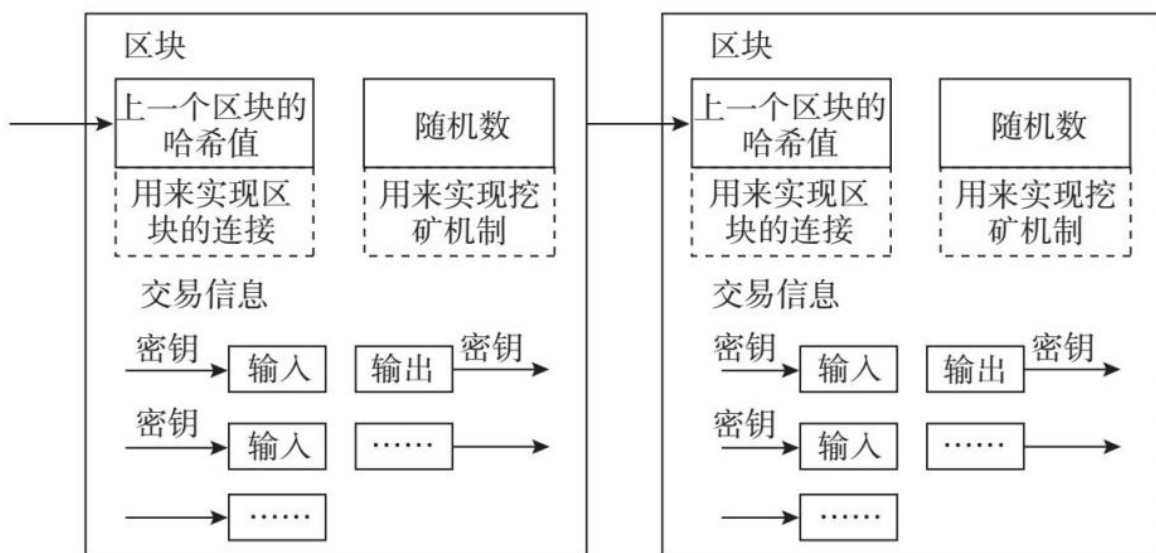 区块
上一个区块的
哈希值
随机数
用来实现区
块的连接
用来实现挖
矿机制
交易信息
密钥
输入
输出
密钥
密钥
输入
……
……
区块
上一个区块的
哈希值
随机数
用来实现区
块的连接
用来实现挖
矿机制
交易信息
密钥
输入
输出
密钥
密钥
输入
……
……